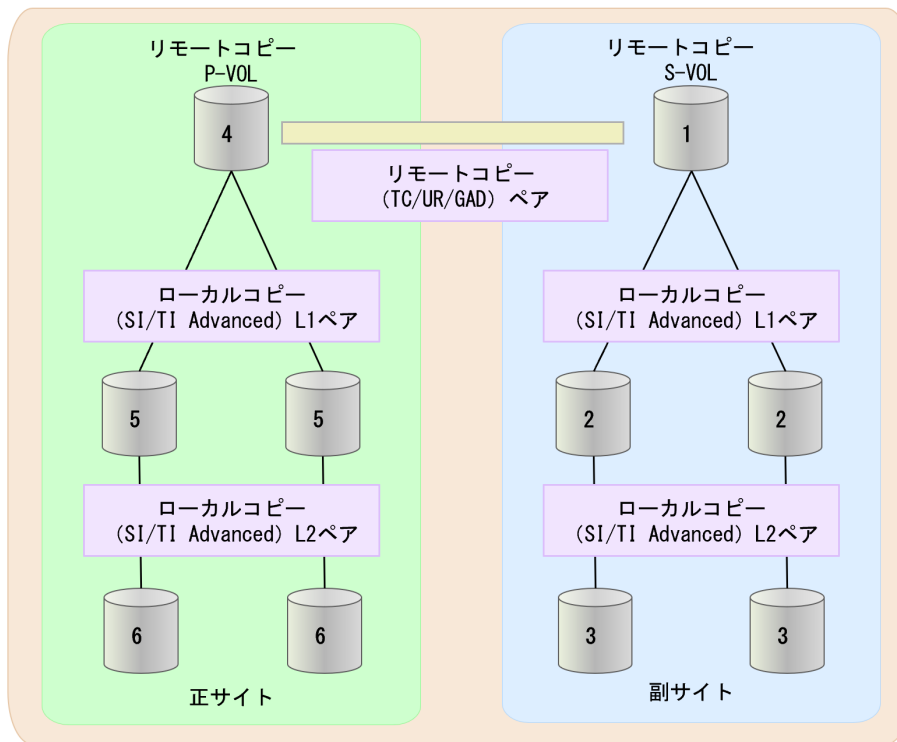 リモートコピー
P-VOL
4
リモートコピー
S-VOL
1
リモートコピー
（TC/UR/GAD）ペア
ローカルコピー
（SI/TI Advanced）L1ペア
ローカルコピー
（SI/TI Advanced）L1ペア
5
5
2
2
ローカルコピー
（SI/TI Advanced）L2ペア
ローカルコピー
（SI/TI Advanced）L2ペア
6
6
3
3
正サイト
副サイト